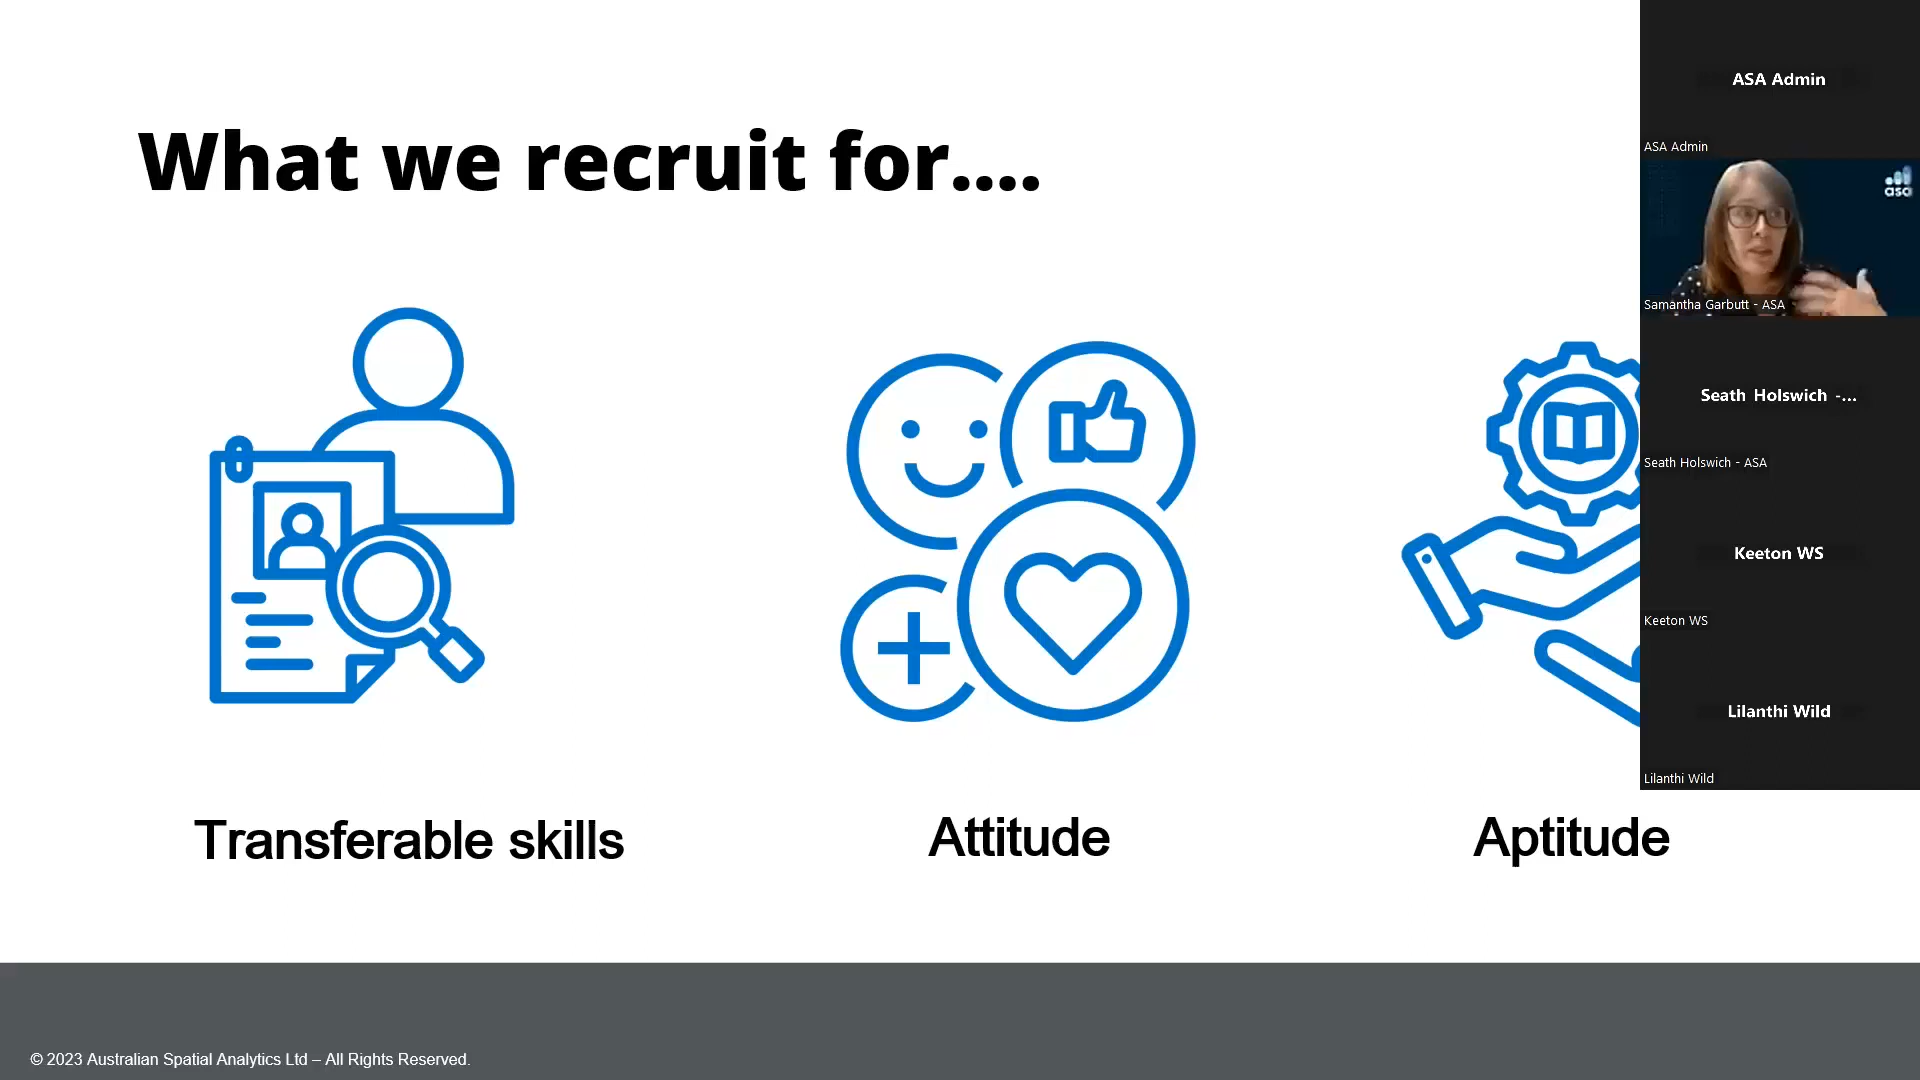 What we recruit for....
Transferable skills
Attitude
Aptitude
© 2023 Australian Spatial Analytics Ltd – All Rights Reserved.
ASA Admin
ASA Admin
asa
Samantha Garbutt - ASA
Seath Holswich -...
Seath Holswich - ASA
Keeton WS
Keeton WS
Lilanthi Wild
Lilanthi Wild